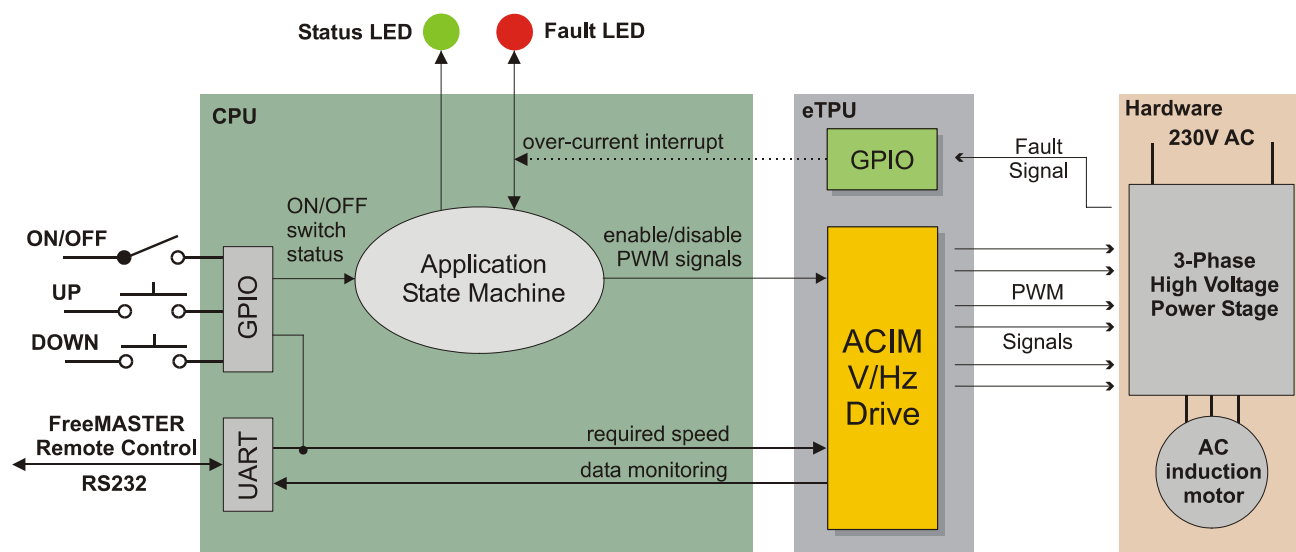 Status LED
Fault LED
CPU
eTPU
Hardware
over-current interrupt
GPIO
Fault
Signal
230V AC
ON/OFF
switch
status
ON/OFF
UP
DOWN
GPIO
Application
State Machine
enable/disable
PWM signals
ACIM
V/Hz
Drive
PWM
Signals
3-Phase
High Voltage
Power Stage
FreeMASTER
Remote Control
RS232
UART
required speed
data monitoring
AC
induction
motor